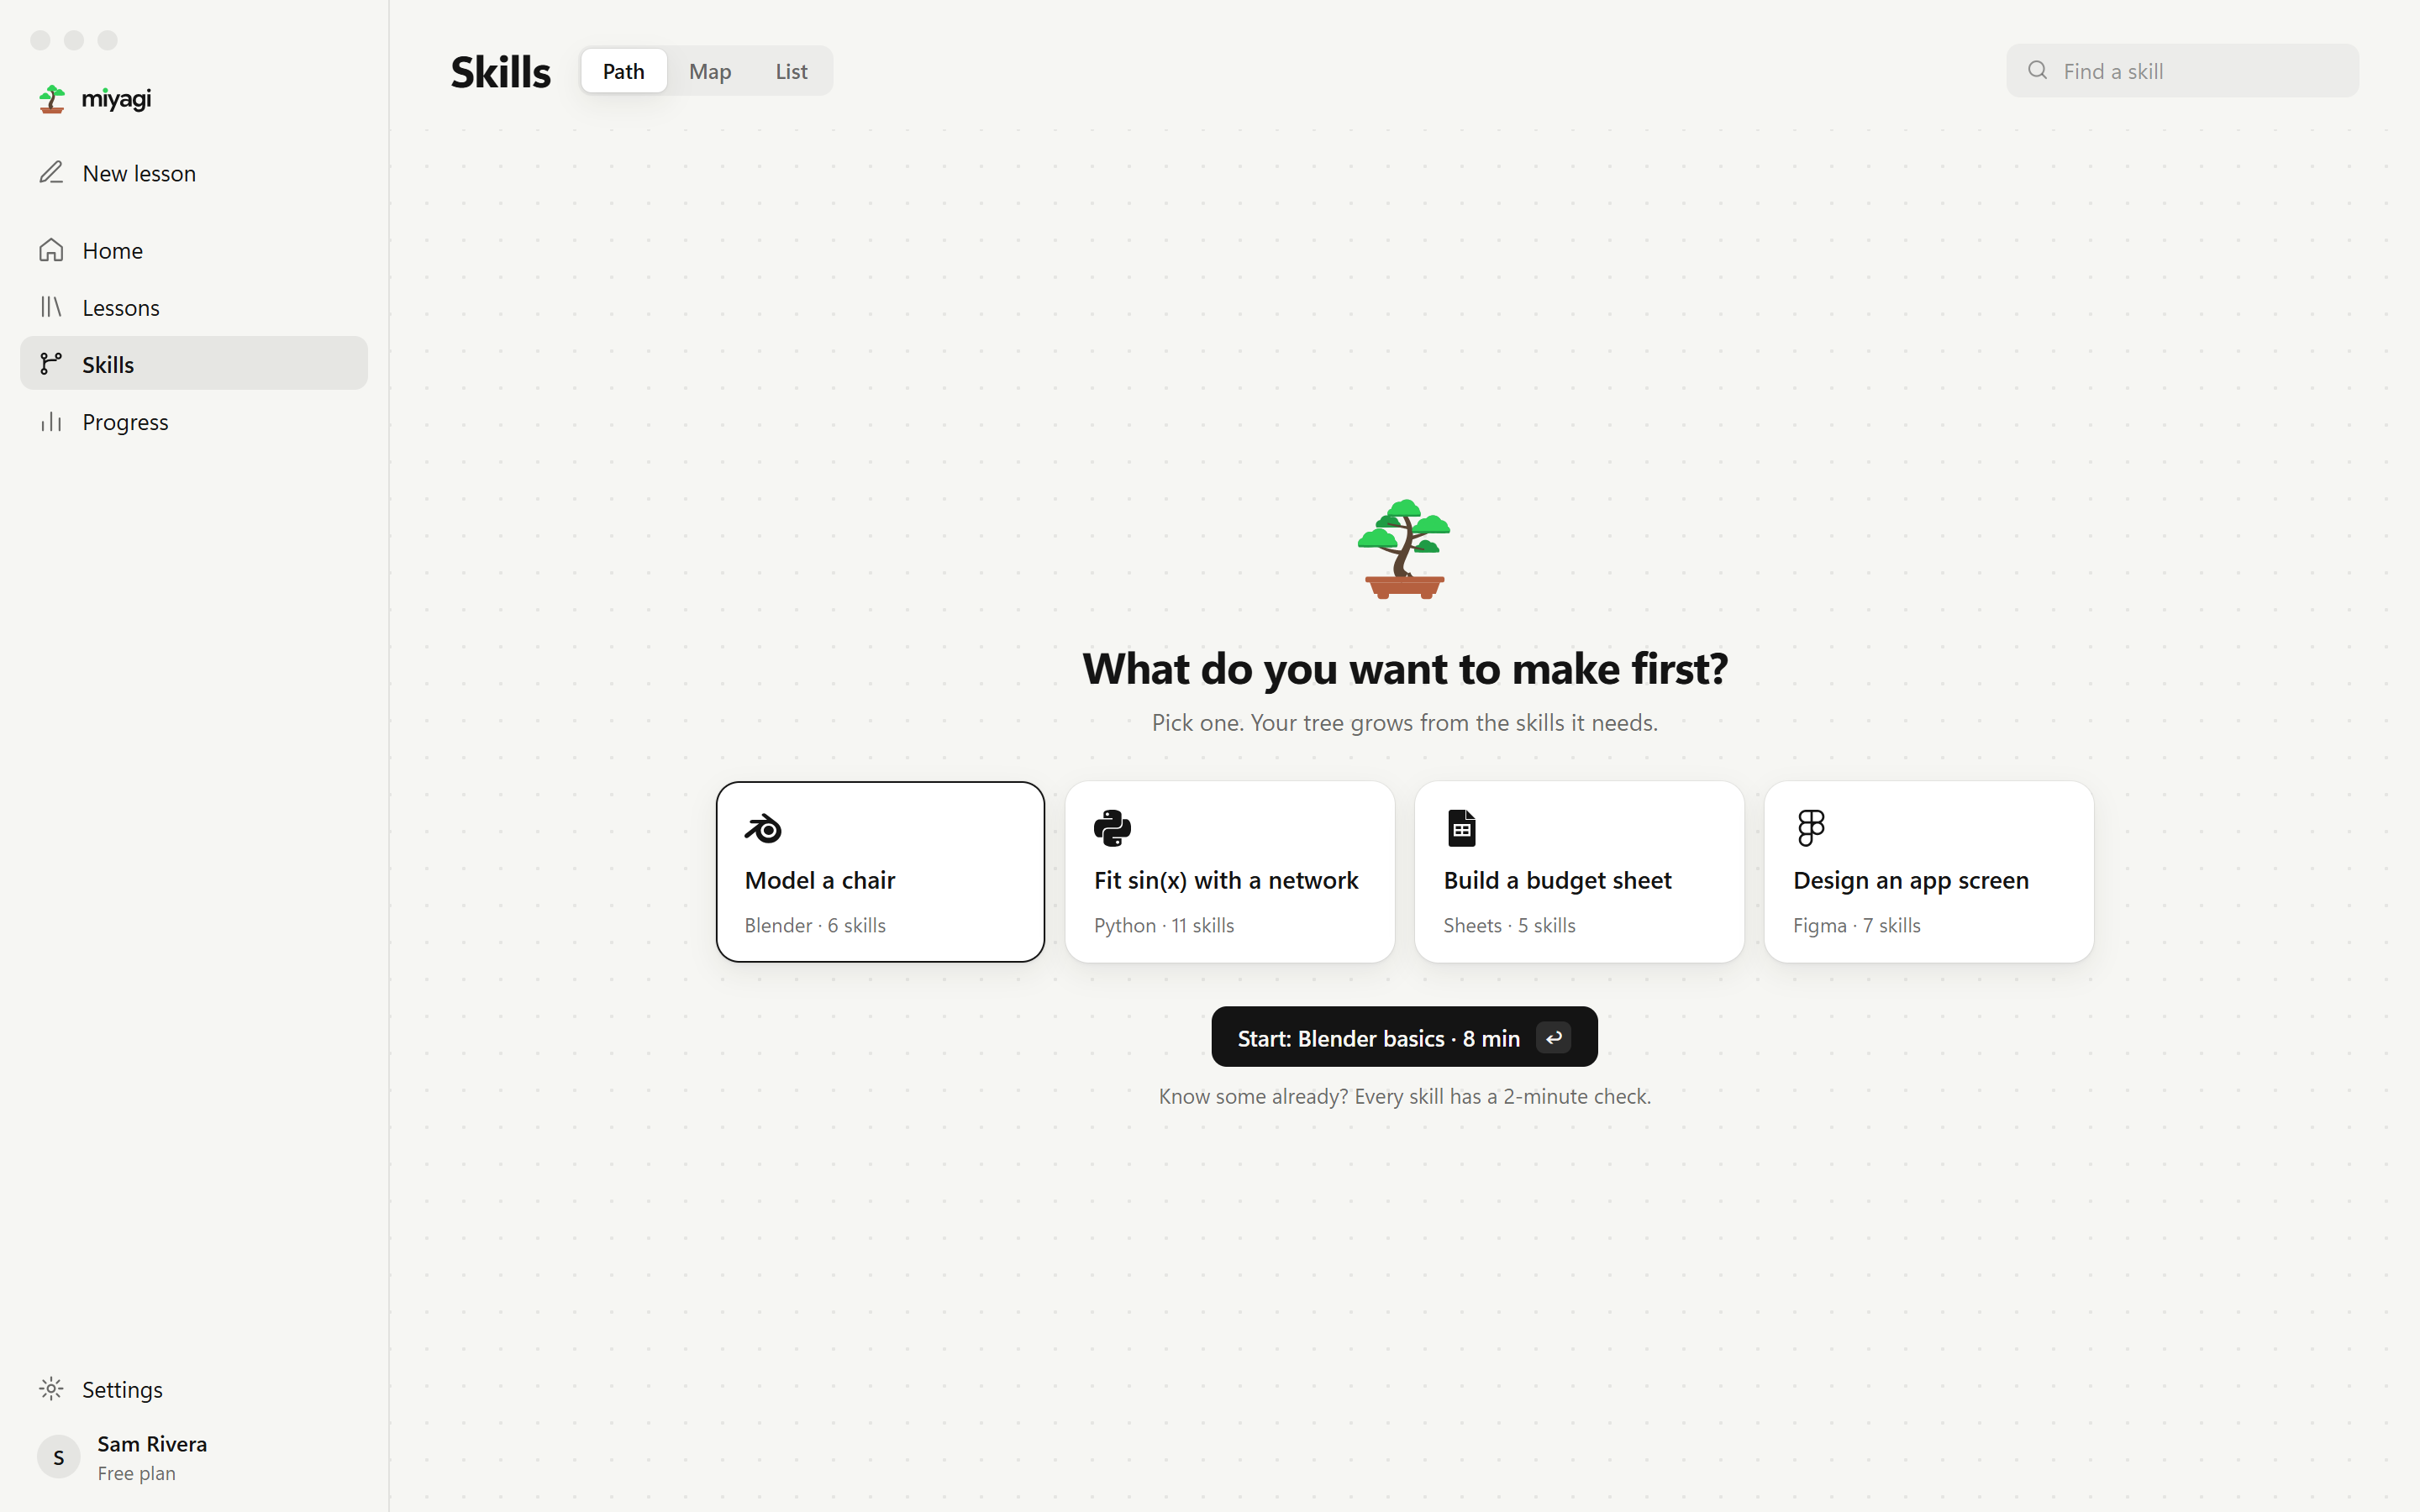 miyagi
New lesson
Home
Lessons
Skills
Progress
Settings
S
Sam Rivera
Free plan
Skills
Path
Map
List
Find a skill
What do you want to make first?
Pick one. Your tree grows from the skills it needs.
Model a chair
Blender · 6 skills
Fit sin(x) with a network
Python · 11 skills
Build a budget sheet
Sheets · 5 skills
Design an app screen
Figma · 7 skills
Start: Blender basics · 8 min
Know some already? Every skill has a 2-minute check.